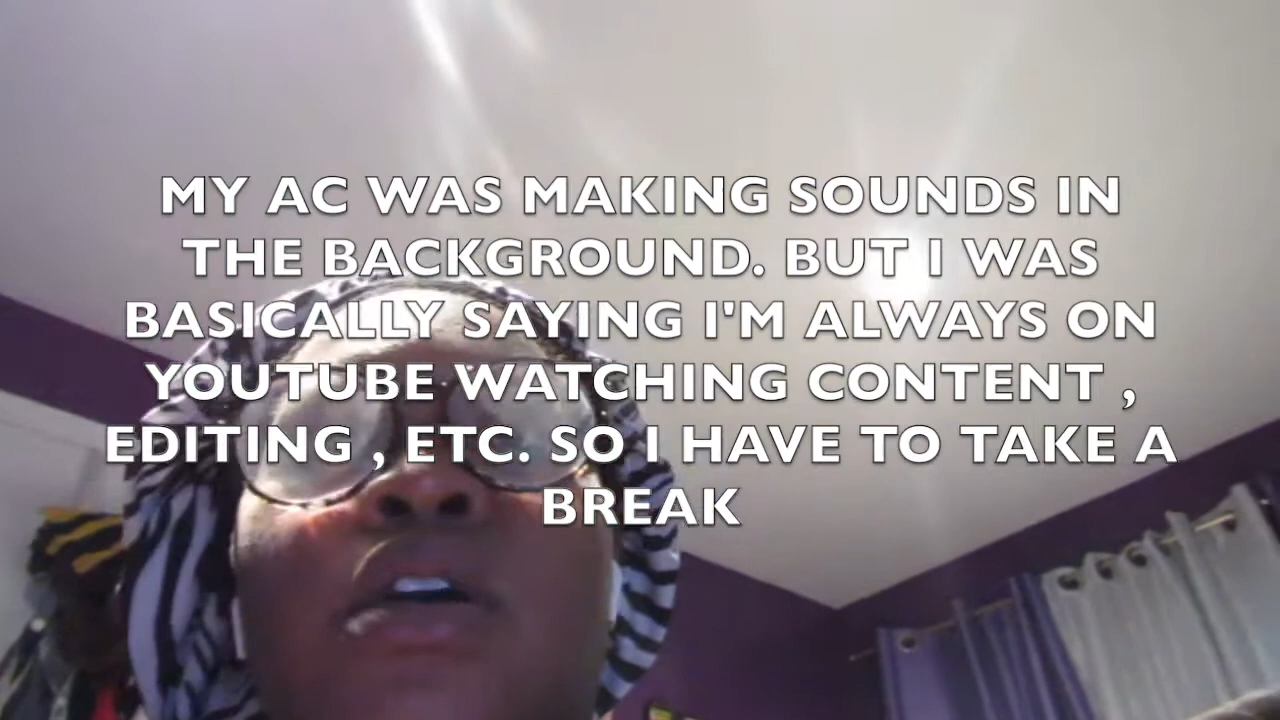 MY AC WAS MAKING SOUNDS IN
THE BACKGROUND. BUT I WAS
BASICALLY SAYING I'M ALWAYS ON
YOUTUBE WATCHING CONTENT ,
EDITING , ETC. SO I HAVE TO TAKE A
BREAK